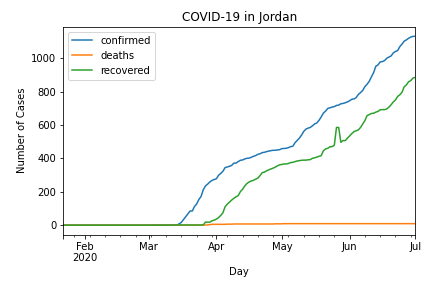 COVID-19 in Jordan
confirmed
deaths
recovered
Number of Cases
1000
800
600
400
200
0
Feb
2020
Mar
Apr
May
Jun
Jul
Day